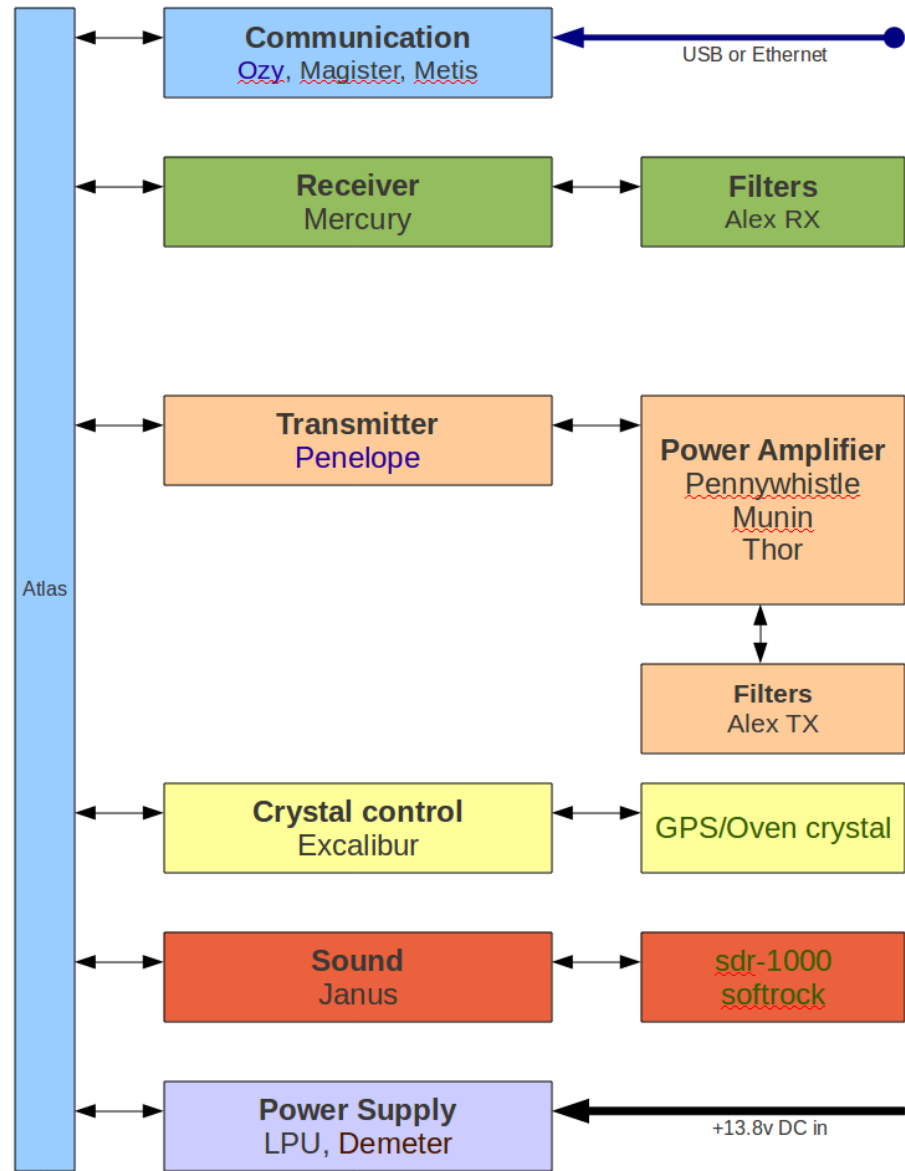 Communication
Ozy, Magister, Metis
USB or Ethernet
Receiver
Mercury
Filters
Alex RX
Transmitter
Penelope
Power Amplifier
Pennywhistle
Munin
Thor
Atlas
Filters
Alex TX
Crystal control
Excalibur
GPS/Oven crystal
Sound
Janus
sdr-1000
softrock
Power Supply
LPU, Demeter
+13.8v DC in